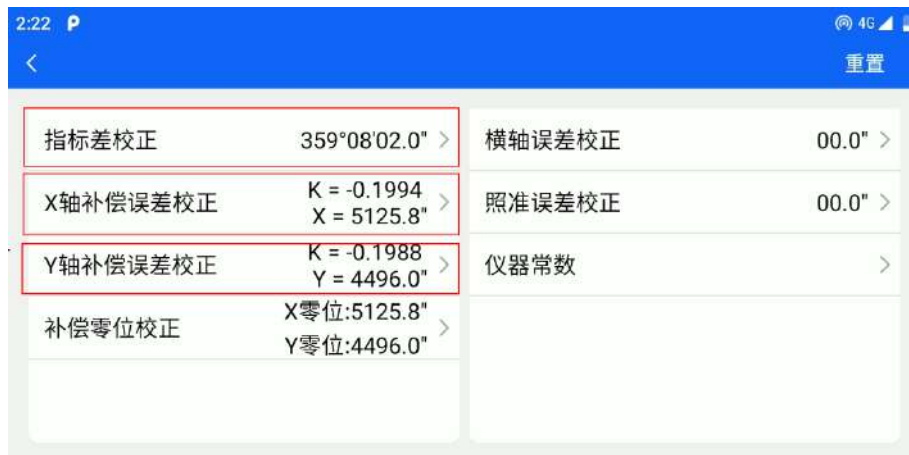 2:22
4G
重置
指标差校正 359°08'02.0"
X轴补偿误差校正 K = -0.1994
X = 5125.8"
Y轴补偿误差校正 K = -0.1988
Y = 4496.0"
补偿零位校正 X零位:5125.8"
Y零位:4496.0"
横轴误差校正 00.0"
照准误差校正 00.0"
仪器常数